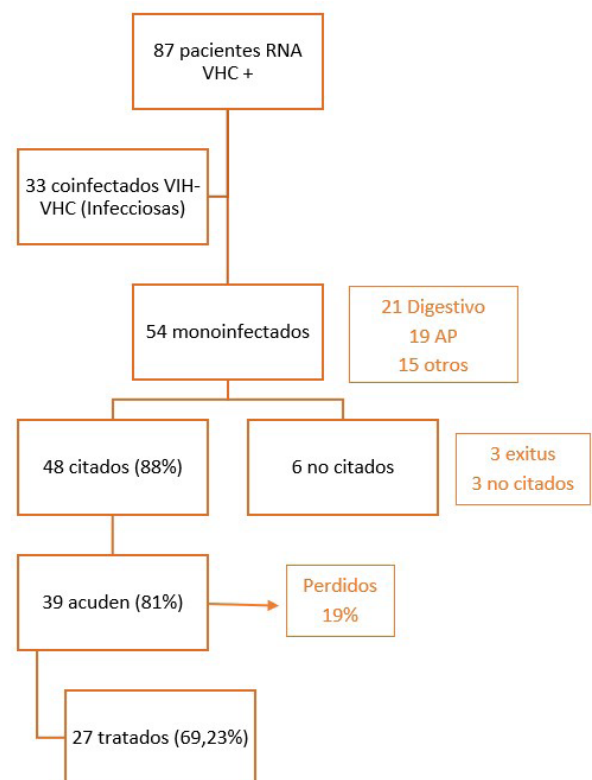 87 pacientes RNA
VHC +
33 coinfectados VIH-
VHC (Infecciosas)
54 monoinfectados
21 Digestivo
19 AP
15 otros
48 citados (88%)
6 no citados
3 exitus
3 no citados
39 acuden (81%)
Perdidos
19%
27 tratados (69,23%)